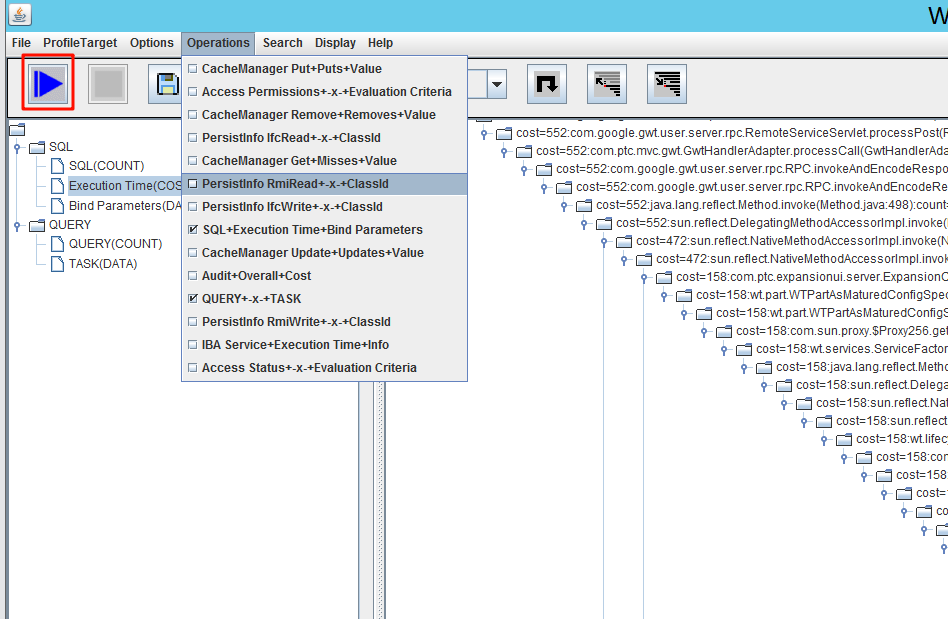 W
File ProfileTarget Options Operations Search Display Help
CacheManager Put+Puts+Value
Access Permissions+-x-+Evaluation Criteria
CacheManager Remove+Removes+Value
PersistInfo IfcRead+-x-+ClassId
CacheManager Get+Misses+Value
PersistInfo RmiRead+-x-+ClassId
PersistInfo IfcWrite+-x-+ClassId
SQL+Execution Time+Bind Parameters
CacheManager Update+Updates+Value
Audit+Overall+Cost
QUERY+-x-+TASK
PersistInfo RmiWrite+-x-+ClassId
IBA Service+Execution Time+Info
Access Status+-x-+Evaluation Criteria
SQL
SQL(COUNT)
Execution Time(COS
Bind Parameters(DA
QUERY
QUERY(COUNT)
TASK(DATA)
cost=552:com.google.gwt.user.server.rpc.RemoteServiceServlet.processPost(F
cost=552:com.ptc.mvc.gwt.GwtHandlerAdapter.processCall(GwtHandlerAda
cost=552:com.google.gwt.user.server.rpc.RPC.invokeAndEncodeRespo
cost=552:com.google.gwt.user.server.rpc.RPC.invokeAndEncodeRe
cost=552:java.lang.reflect.Method.invoke(Method.java:498):count=
cost=552:sun.reflect.DelegatingMethodAccessorImpl.invoke(
cost=472:sun.reflect.NativeMethodAccessorImpl.invoke(N
cost=472:sun.reflect.NativeMethodAccessorImpl.invok
cost=158:com.ptc.expansionui.server.ExpansionC
cost=158:wt.part.WTPartAsMaturedConfigSpec
cost=158:wt.part.WTPartAsMaturedConfigS
cost=158:com.sun.proxy.$Proxy256.get
cost=158:wt.services.ServiceFactor
cost=158:java.lang.reflect.Metho
cost=158:sun.reflect.Delega
cost=158:sun.reflect.Nat
cost=158:sun.reflect
cost=158:wt.lifec
cost=158:con
cost=158
cost=
co